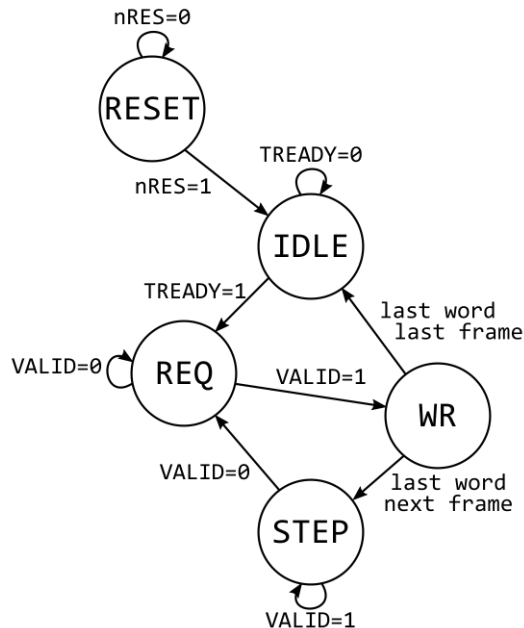 nRES=0
RESET
nRES=1
TREADY=0
IDLE
TREADY=1
last word
last frame
VALID=0
REQ
VALID=1
WR
VALID=0
last word
next frame
STEP
VALID=1